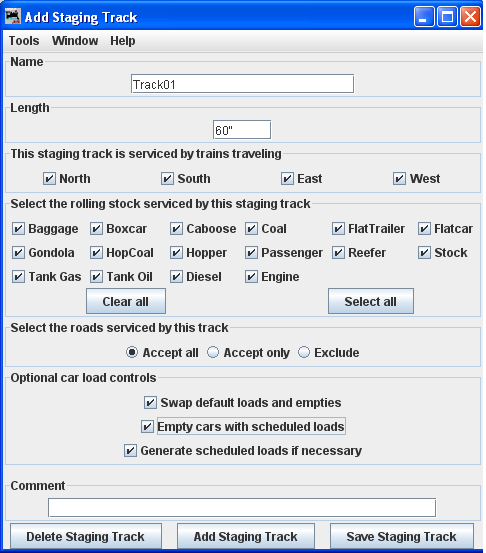 Add Staging Track
Tools Window Help
Name
Track01
Length
60"
This staging track is serviced by trains traveling
North South East West
Select the rolling stock serviced by this staging track
Baggage Boxcar Caboose Coal FlatTrailer Flatcar
Gondola HopCoal Hopper Passenger Reefer Stock
Tank Gas Tank Oil Diesel Engine
Clear all Select all
Select the roads serviced by this track
Accept all Accept only Exclude
Optional car load controls
Swap default loads and empties
Empty cars with scheduled loads
Generate scheduled loads if necessary
Comment
Delete Staging Track Add Staging Track Save Staging Track